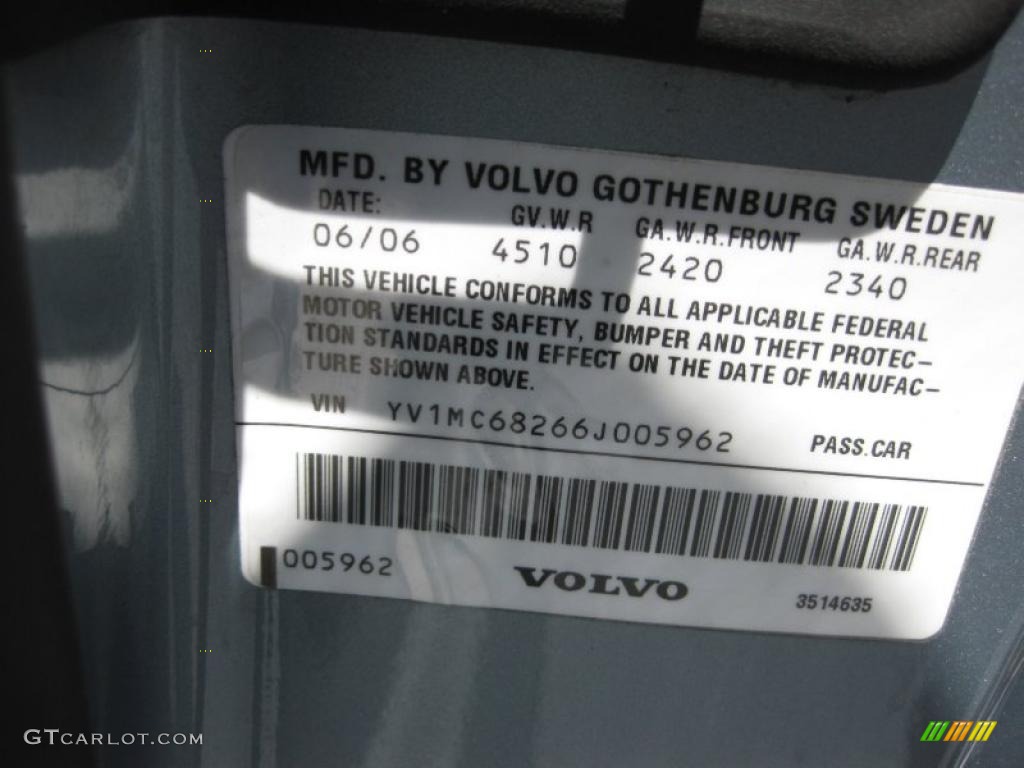 MFD. BY VOLVO GOTHENBURG SWEDEN
DATE: GV.W.R GA.W.R.FRONT GA.W.R.REAR
06/06 4510 2420 2340
THIS VEHICLE CONFORMS TO ALL APPLICABLE FEDERAL
MOTOR VEHICLE SAFETY, BUMPER AND THEFT PROTEC-
TION STANDARDS IN EFFECT ON THE DATE OF MANUFAC-
TURE SHOWN ABOVE.
VIN YV1MC68266J005962 PASS.CAR
005962 VOLVO 3514635
GTCARLOT.COM